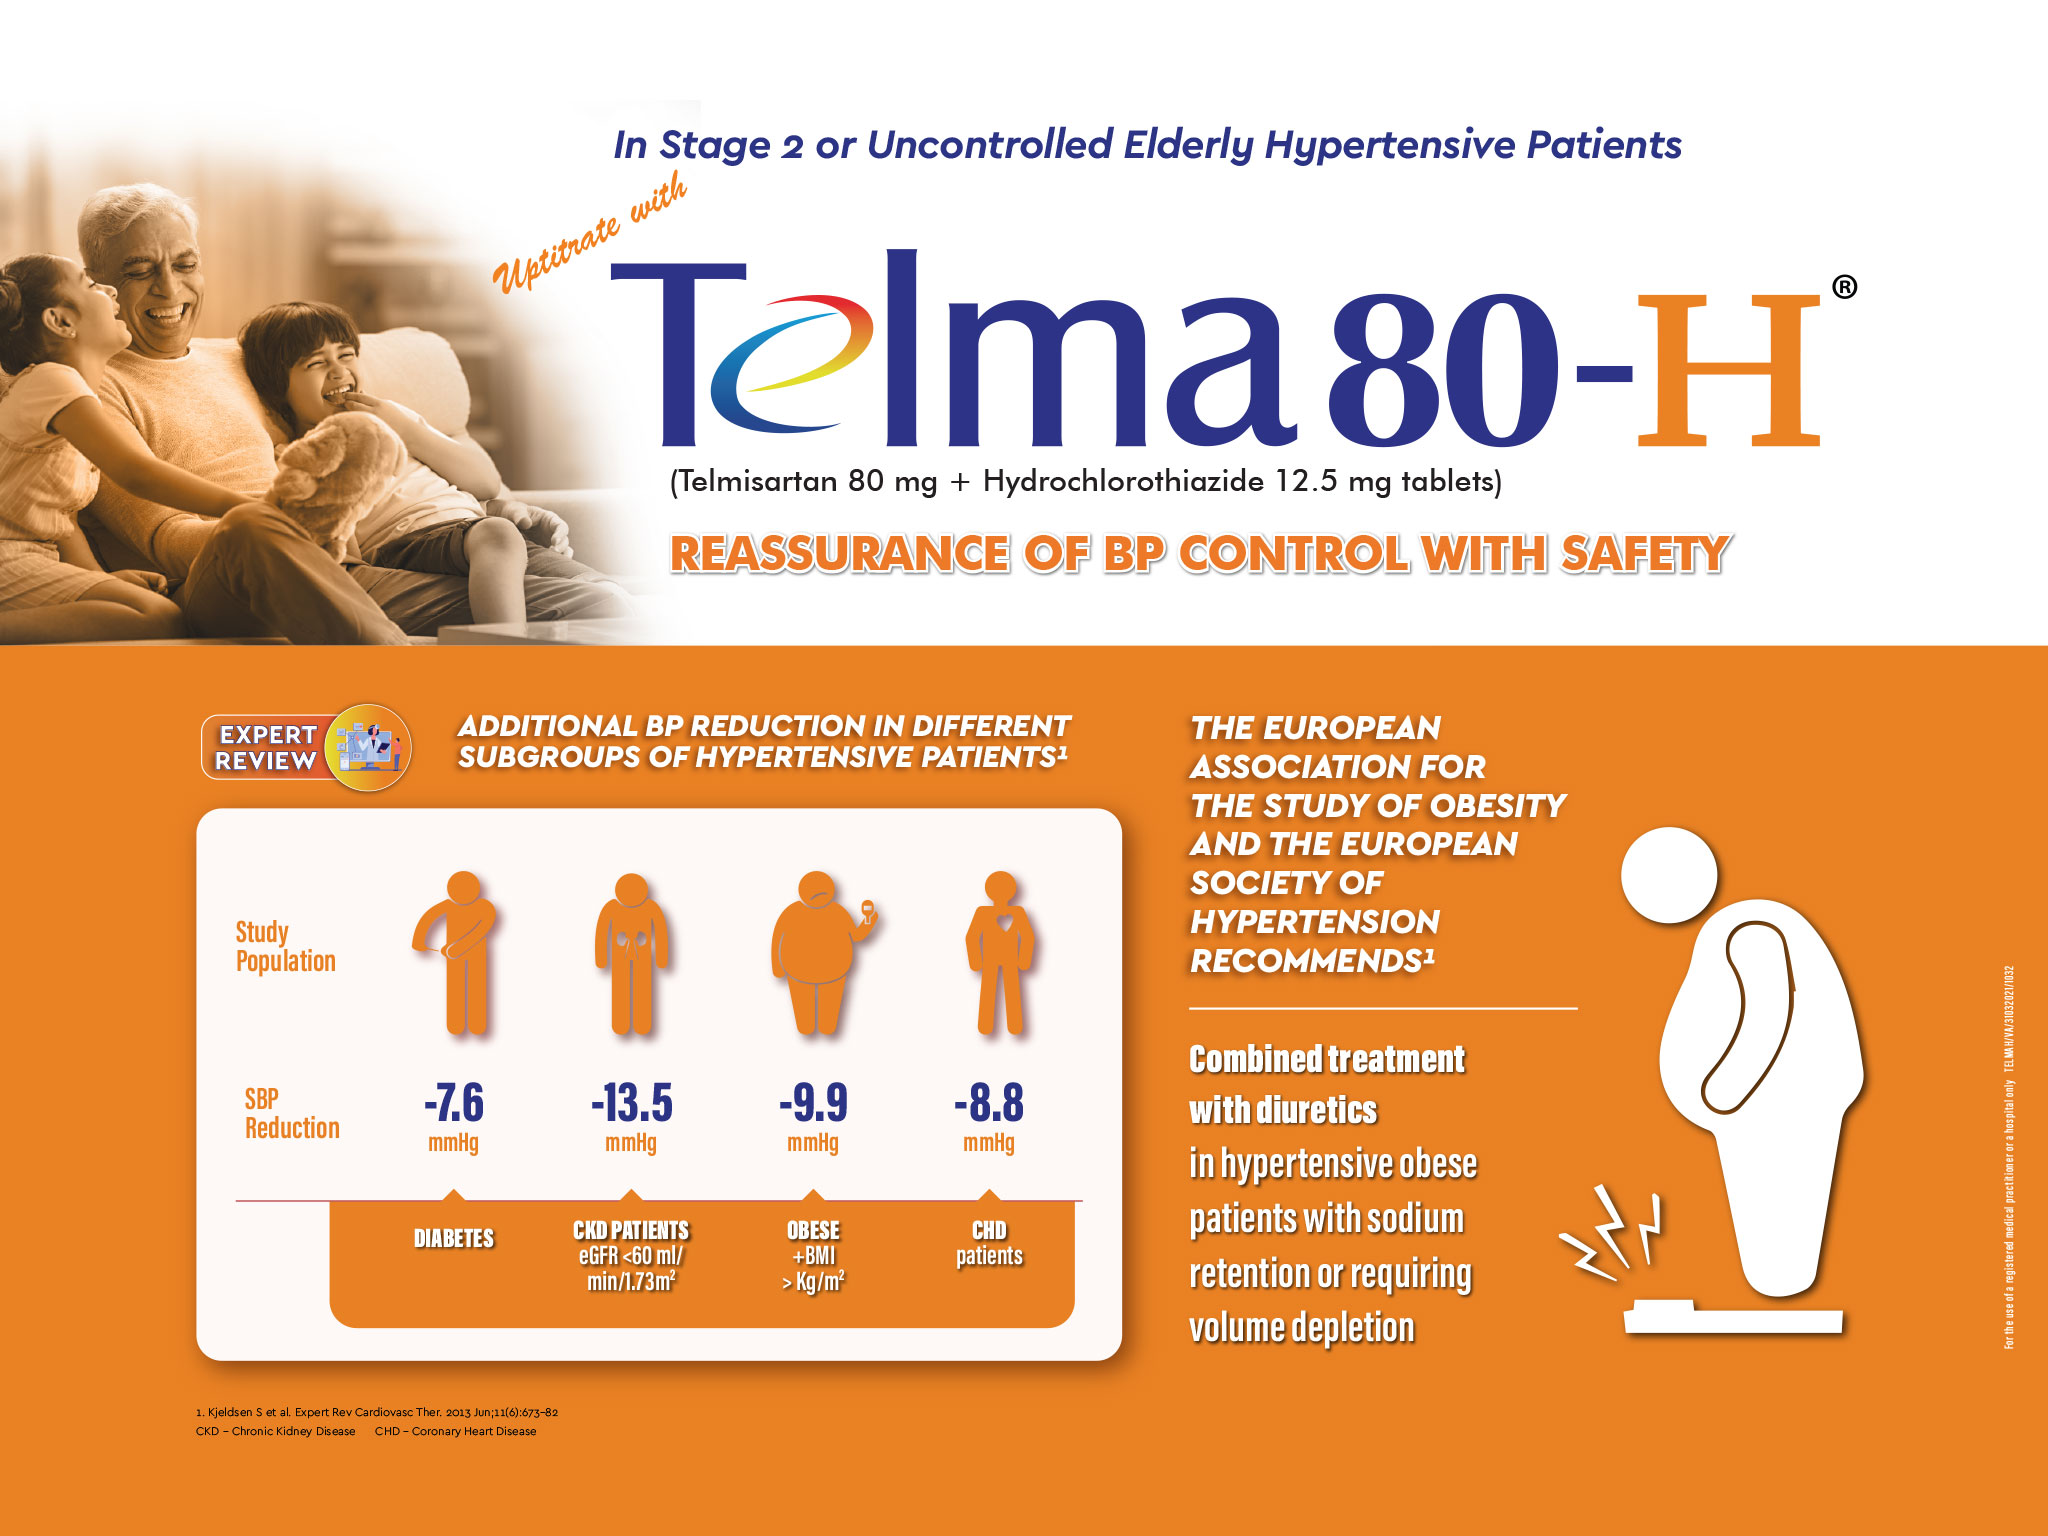 In Stage 2 or Uncontrolled Elderly Hypertensive Patients
Uptitrate with
Telma 80-H®
(Telmisartan 80 mg + Hydrochlorothiazide 12.5 mg tablets)
REASSURANCE OF BP CONTROL WITH SAFETY
EXPERT
REVIEW
ADDITIONAL BP REDUCTION IN DIFFERENT
SUBGROUPS OF HYPERTENSIVE PATIENTS¹
Study
Population
SBP
Reduction
-7.6
mmHg
-13.5
mmHg
-9.9
mmHg
-8.8
mmHg
DIABETES
CKD PATIENTS
eGFR <60 ml/
min/1.73m²
OBESE
+BMI
> Kg/m²
CHD
patients
THE EUROPEAN
ASSOCIATION FOR
THE STUDY OF OBESITY
AND THE EUROPEAN
SOCIETY OF
HYPERTENSION
RECOMMENDS¹
Combined treatment
with diuretics
in hypertensive obese
patients with sodium
retention or requiring
volume depletion
1. Kjeldsen S et al. Expert Rev Cardiovasc Ther. 2013 Jun;11(6):673–82
CKD – Chronic Kidney Disease CHD – Coronary Heart Disease
For the use of a registered medical practitioner or a hospital only TELMAH/VA/31032021/1032